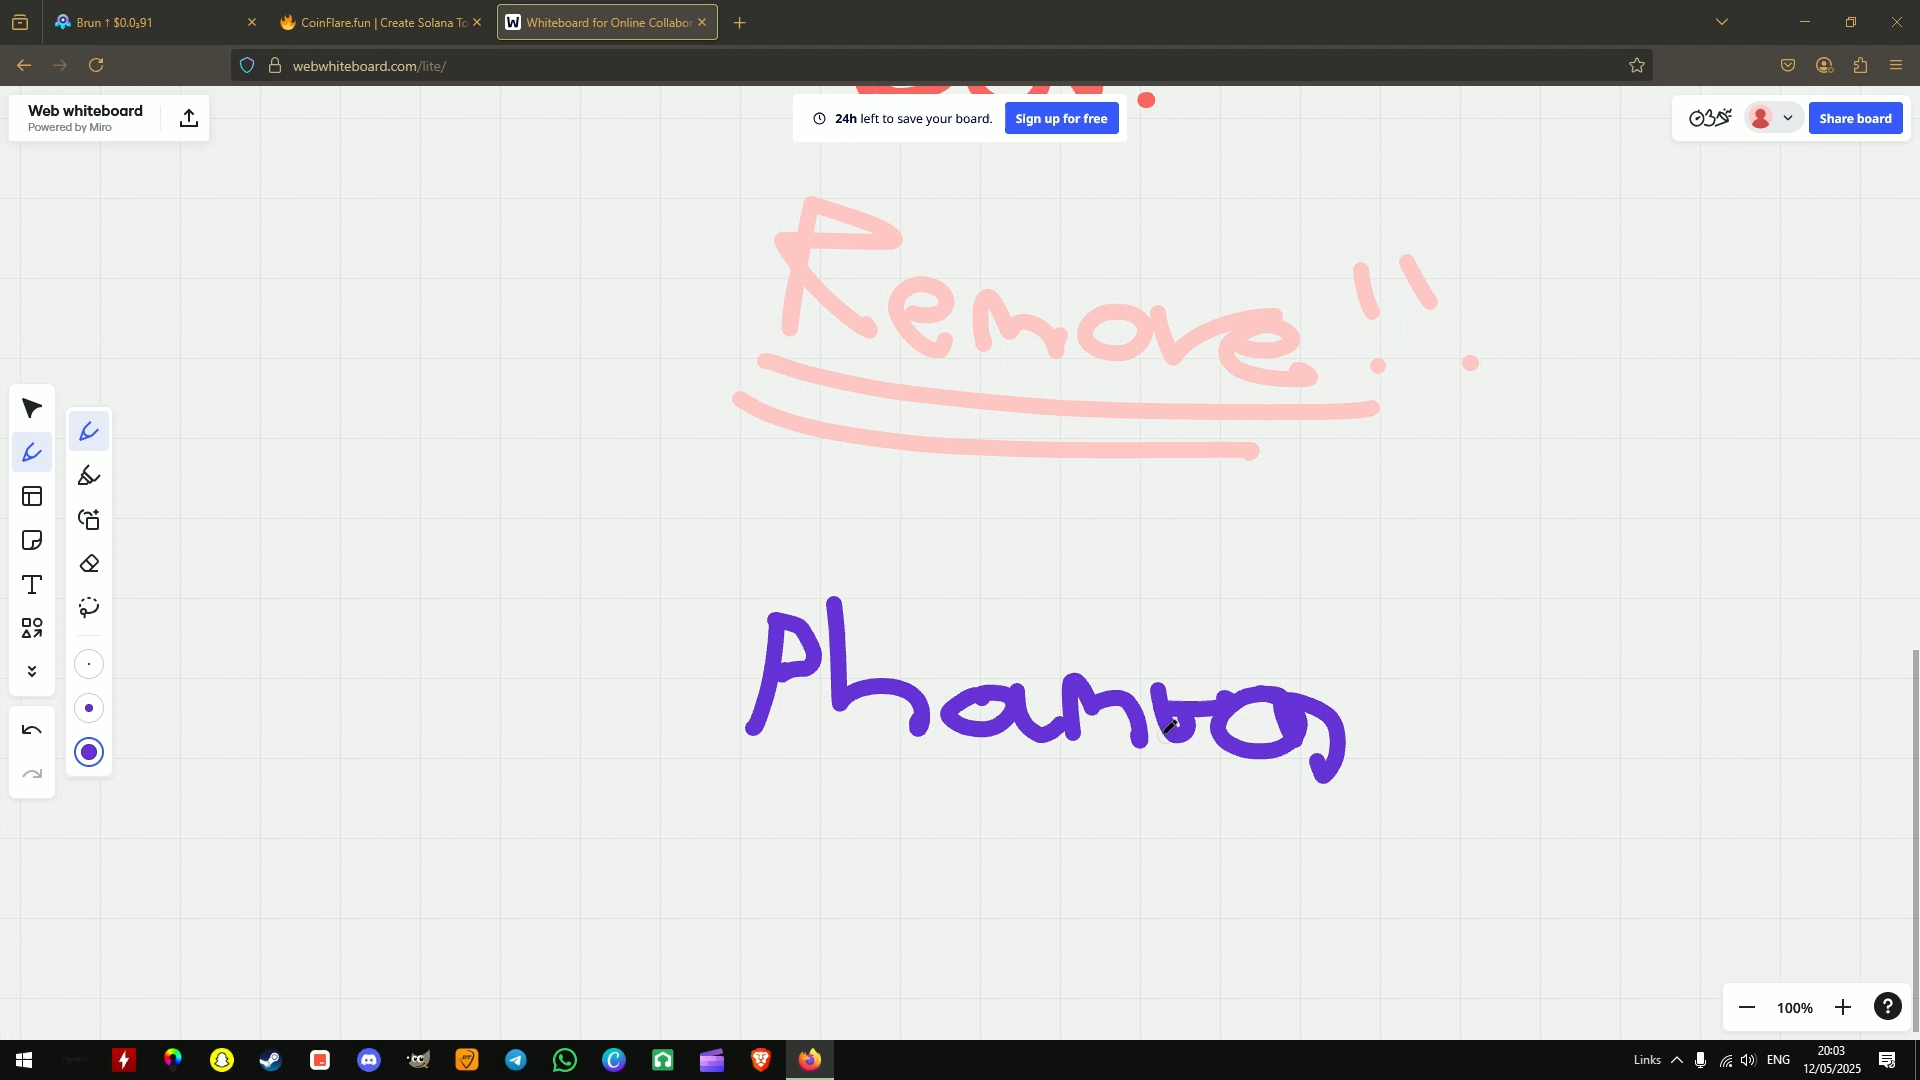 Brun ↑ $0.0₃91
CoinFlare.fun | Create Solana To
Whiteboard for Online Collabor
webwhiteboard.com/lite/
Web whiteboard
Powered by Miro
24h left to save your board.
Sign up for free
Share board
Remove!!
100%
Links
ENG
20:03
12/05/2025